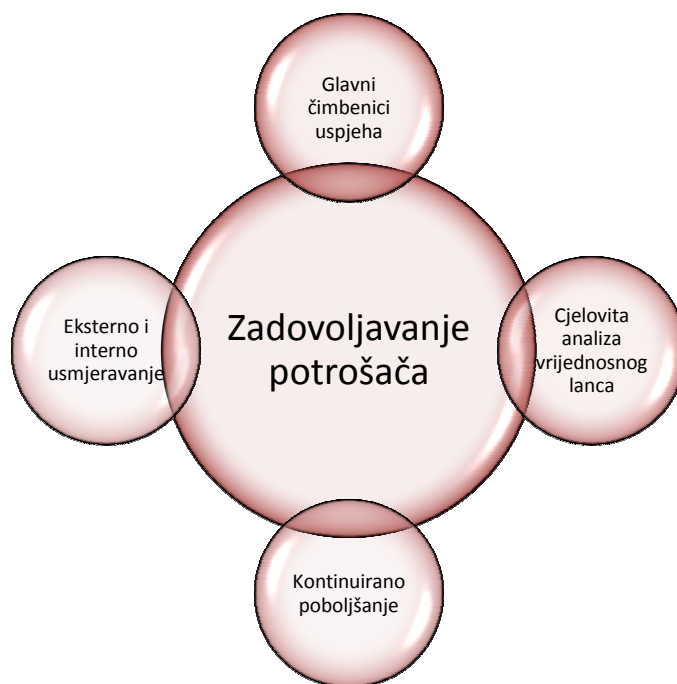 Glavni
čimbenici
uspjeha
Eksterno i
interno
usmjeravanje
Zadovoljavanje
potrošača
Cjelovita
analiza
vrijednosnog
lanca
Kontinuirano
poboljšanje